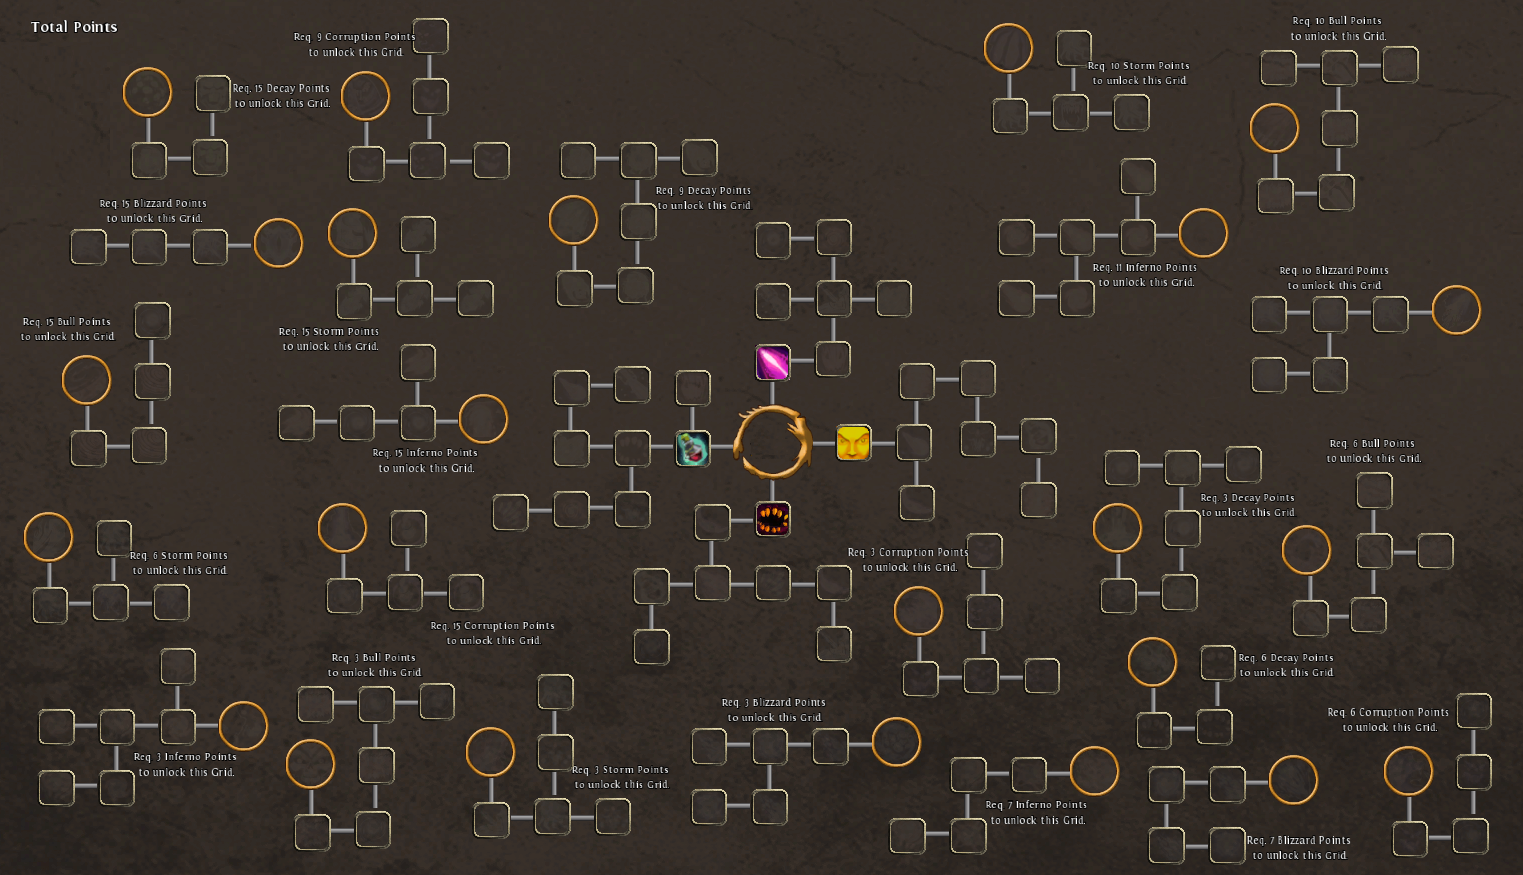 Total Points
Req. 9 Corruption Points
to unlock this Grid.
Req. 15 Decay Points
to unlock this Grid.
Req. 10 Storm Points
to unlock this Grid.
Req. 10 Bull Points
to unlock this Grid.
Req. 15 Blizzard Points
to unlock this Grid.
Req. 9 Decay Points
to unlock this Grid.
Req. 11 Inferno Points
to unlock this Grid.
Req. 10 Blizzard Points
to unlock this Grid.
Req. 15 Bull Points
to unlock this Grid.
Req. 15 Storm Points
to unlock this Grid.
Req. 15 Inferno Points
to unlock this Grid.
Req. 6 Bull Points
to unlock this Grid.
Req. 3 Decay Points
to unlock this Grid.
Req. 6 Storm Points
to unlock this Grid.
Req. 3 Corruption Points
to unlock this Grid.
Req. 15 Corruption Points
to unlock this Grid.
Req. 3 Bull Points
to unlock this Grid.
Req. 6 Decay Points
to unlock this Grid.
Req. 3 Blizzard Points
to unlock this Grid.
Req. 6 Corruption Points
to unlock this Grid.
Req. 3 Inferno Points
to unlock this Grid.
Req. 3 Storm Points
to unlock this Grid.
Req. 7 Inferno Points
to unlock this Grid.
Req. 7 Blizzard Points
to unlock this Grid.